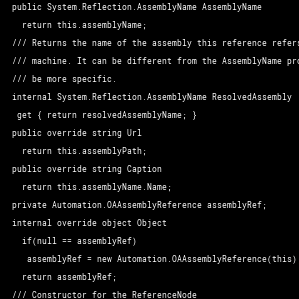 public System.Reflection.AssemblyName AssemblyName
return this.assemblyName;
/// Returns the name of the assembly this reference refers
/// machine. It can be different from the AssemblyName pro
/// be more specific.
internal System.Reflection.AssemblyName ResolvedAssembly
get { return resolvedAssemblyName; }
public override string Url
return this.assemblyPath;
public override string Caption
return this.assemblyName.Name;
private Automation.OAAssemblyReference assemblyRef;
internal override object Object
if(null == assemblyRef)
assemblyRef = new Automation.OAAssemblyReference(this)
return assemblyRef;
/// Constructor for the ReferenceNode